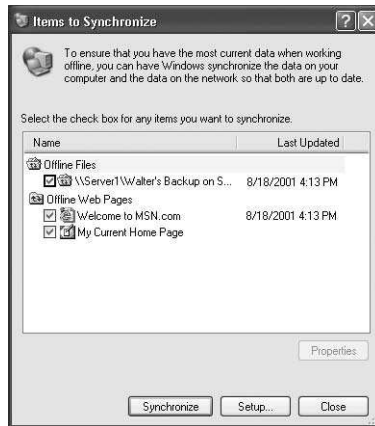 Items to Synchronize
To ensure that you have the most current data when working
offline, you can have Windows synchronize the data on your
computer and the data on the network so that both are up to date.
Select the check box for any items you want to synchronize.
Name Last Updated
Offline Files
\\Server1\Walter's Backup on S... 8/18/2001 4:13 PM
Offline Web Pages
Welcome to MSN.com 8/18/2001 4:13 PM
My Current Home Page
Properties
Synchronize Setup... Close